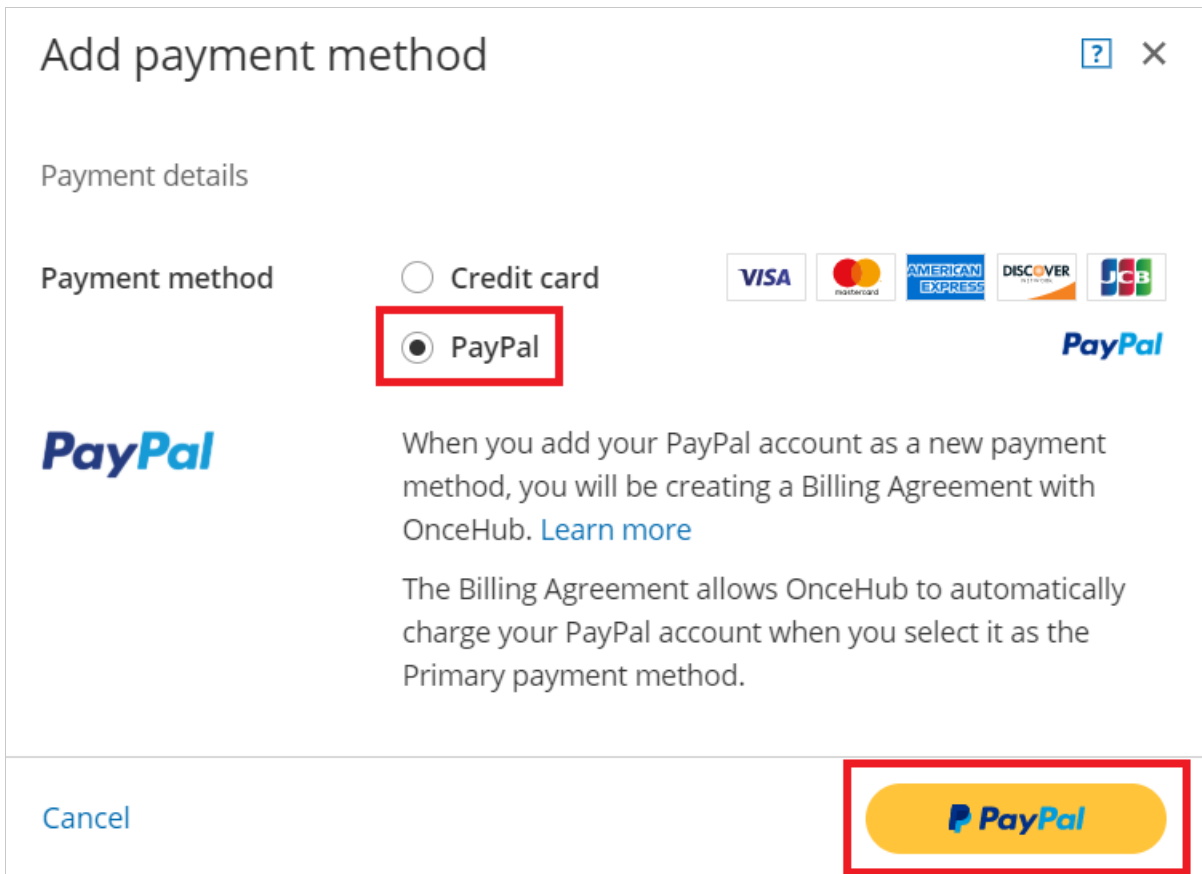 Add payment method ? ×
Payment details
Payment method Credit card VISA mastercard AMERICAN EXPRESS DISCOVER NETWORK JCB
PayPal PayPal
PayPal When you add your PayPal account as a new payment
method, you will be creating a Billing Agreement with
OnceHub. Learn more
The Billing Agreement allows OnceHub to automatically
charge your PayPal account when you select it as the
Primary payment method.
Cancel PayPal